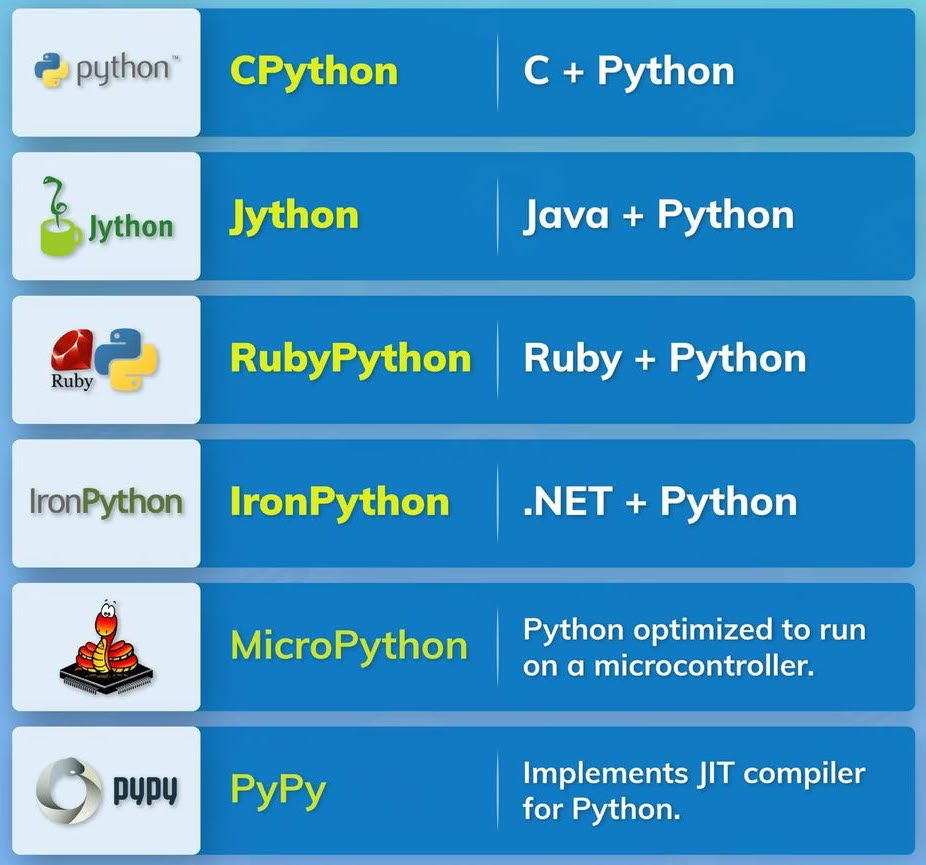 python™
CPython
C + Python
Jython
Jython
Java + Python
Ruby
RubyPython
Ruby + Python
IronPython
IronPython
.NET + Python
MicroPython
Python optimized to run
on a microcontroller.
pypy
PyPy
Implements JIT compiler
for Python.